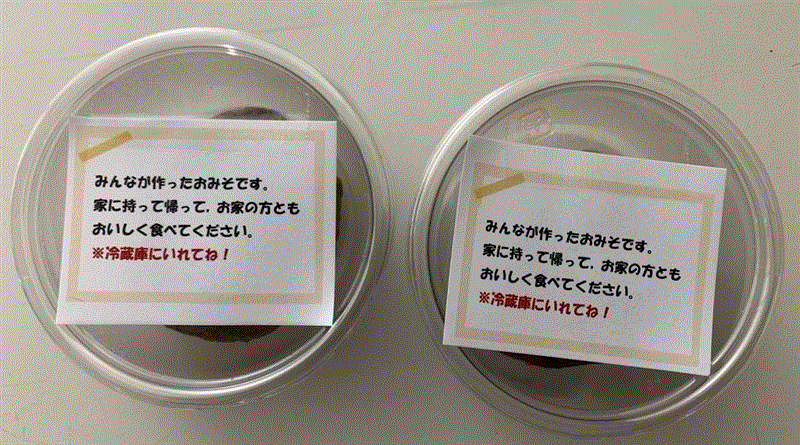 みんなが作ったおみそです。
家に持って帰って，お家の方とも
おいしく食べてください。
※冷蔵庫にいれてね！
みんなが作ったおみそです。
家に持って帰って，お家の方とも
おいしく食べてください。
※冷蔵庫にいれてね！